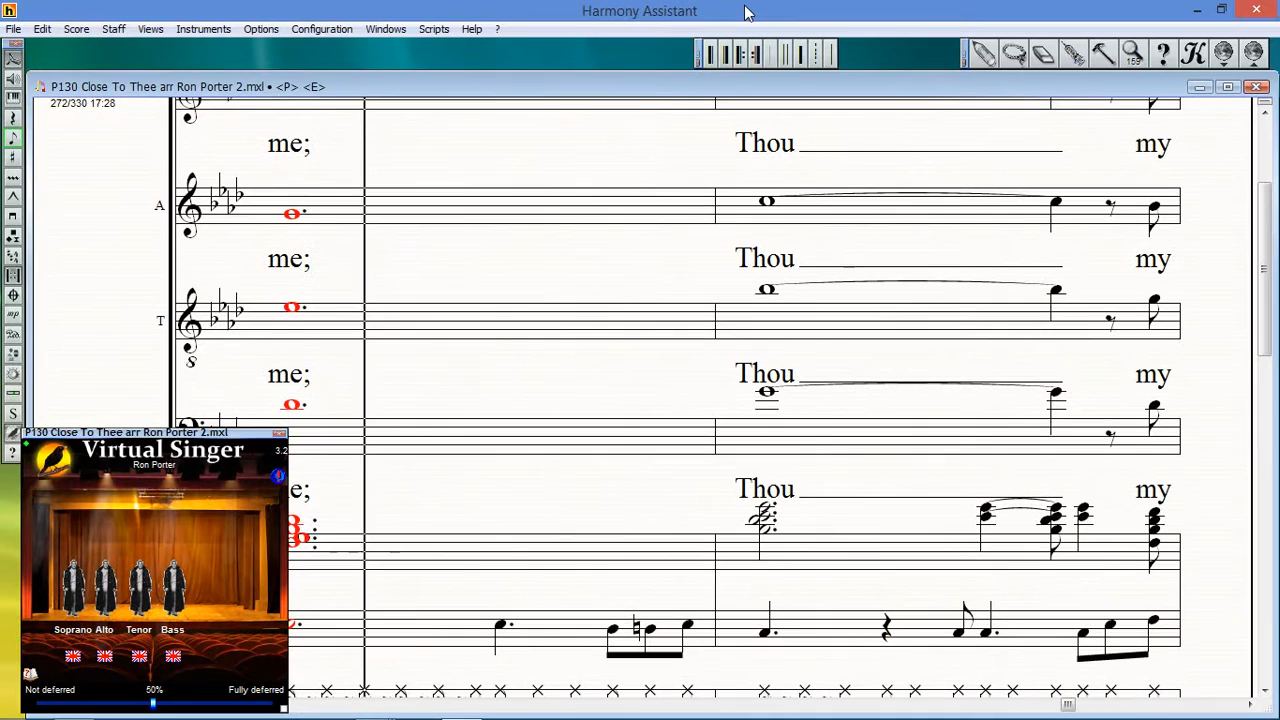 Harmony Assistant
File Edit Score Staff Views Instruments Options Configuration Windows Scripts Help ?
P130 Close To Thee arr Ron Porter 2.mxl • <P> <E>
272/330 17:28
me; Thou my
A
me; Thou my
T
me; Thou my
P130 Close To Thee arr Ron Porter 2.mxl
Virtual Singer
3.2
Ron Porter
me; Thou my
Soprano Alto Tenor Bass
Not deferred 50% Fully deferred